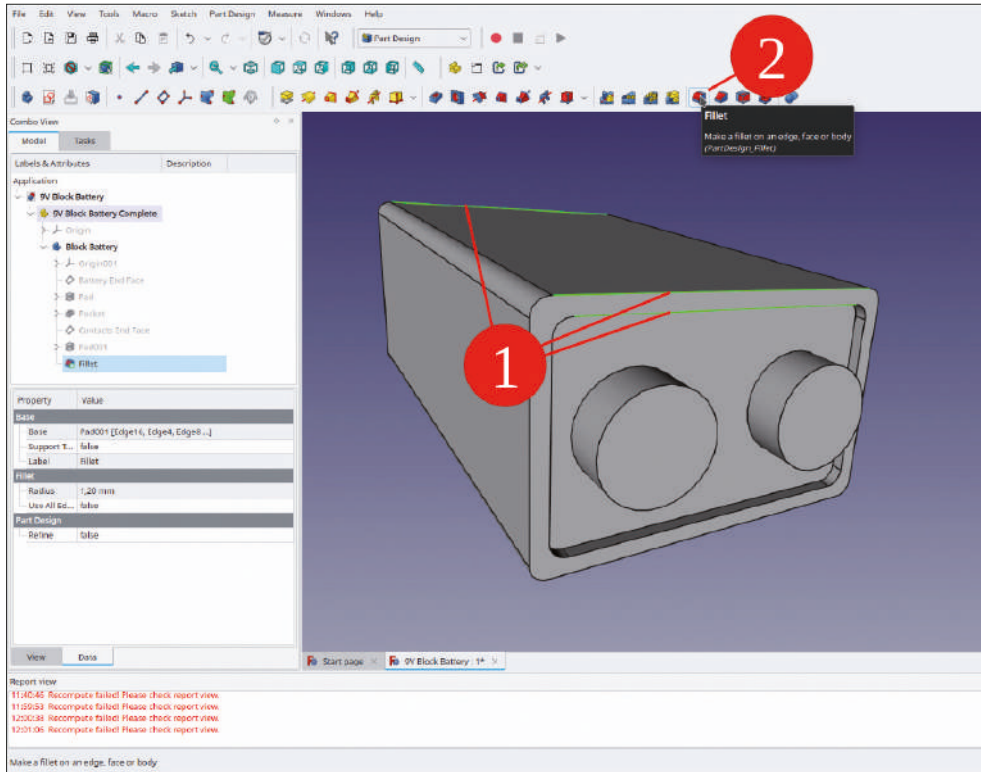 File Edit View Tools Macro Sketch Part Design Measure Windows Help
Part Design
2
Fillet
Make a fillet on an edge, face or body
(PartDesign_Fillet)
Combo View
Model Tasks
Labels & Attributes Description
Application
9V Block Battery
9V Block Battery Complete
Origin
Block Battery
Origin001
Battery End Face
Pad
Pocket
Contacts End Face
Pad001
Fillet
1
Property Value
Base
Base Pad001 [Edge16, Edge4, Edge8...]
Support T... false
Label Fillet
Fillet
Radius 1,20 mm
Use All Ed... false
Part Design
Refine false
View Data
Start page 9V Block Battery : 1*
Report view
11:40:46 Recompute failed! Please check report view.
11:59:53 Recompute failed! Please check report view.
12:00:38 Recompute failed! Please check report view.
12:01:06 Recompute failed! Please check report view.
Make a fillet on an edge, face or body